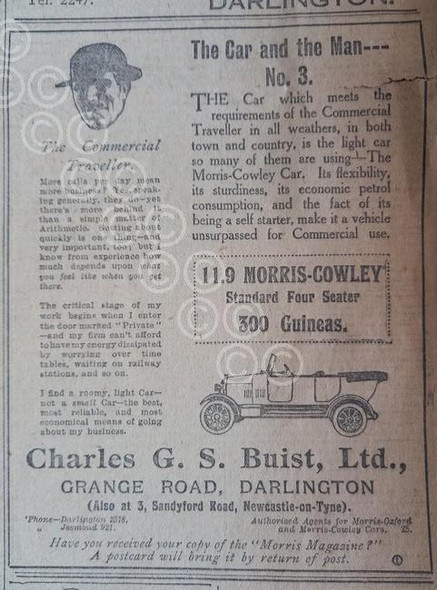 Tel. 2247.
DARLINGTON.
The Car and the Man---
No. 3.
THE Car which meets the
requirements of the Commercial
Traveller in all weathers, in both
town and country, is the light car
so many of them are using—The
Morris-Cowley Car. Its flexibility,
its sturdiness, its economic petrol
consumption, and the fact of its
being a self starter, make it a vehicle
unsurpassed for Commercial use.
The Commercial
Traveller.
More calls per day mean
more business? Yes, speak-
ing generally, they do—yet
there's more behind it
than a simple matter of
Arithmetic. Getting about
quickly is one thing—and
very important, too; but I
know from experience how
much depends upon what
you feel like when you get
there.
The critical stage of my
work begins when I enter
the door marked "Private"
—and my firm can't afford
to have my energy dissipated
by worrying over time
tables, waiting on railway
stations, and so on.
I find a roomy, light Car—
not a small Car—the best,
most reliable, and most
economical means of going
about my business.
11.9 MORRIS-COWLEY
Standard Four Seater
300 Guineas.
Charles G. S. Buist, Ltd.,
GRANGE ROAD, DARLINGTON
(Also at 3, Sandyford Road, Newcastle-on-Tyne).
'Phone—Darlington
" Jesmond 921.
Authorised Agents for Morris-Oxford
and Morris-Cowley Cars.
Have you received your copy of the "Morris Magazine?"
A postcard will bring it by return of post.